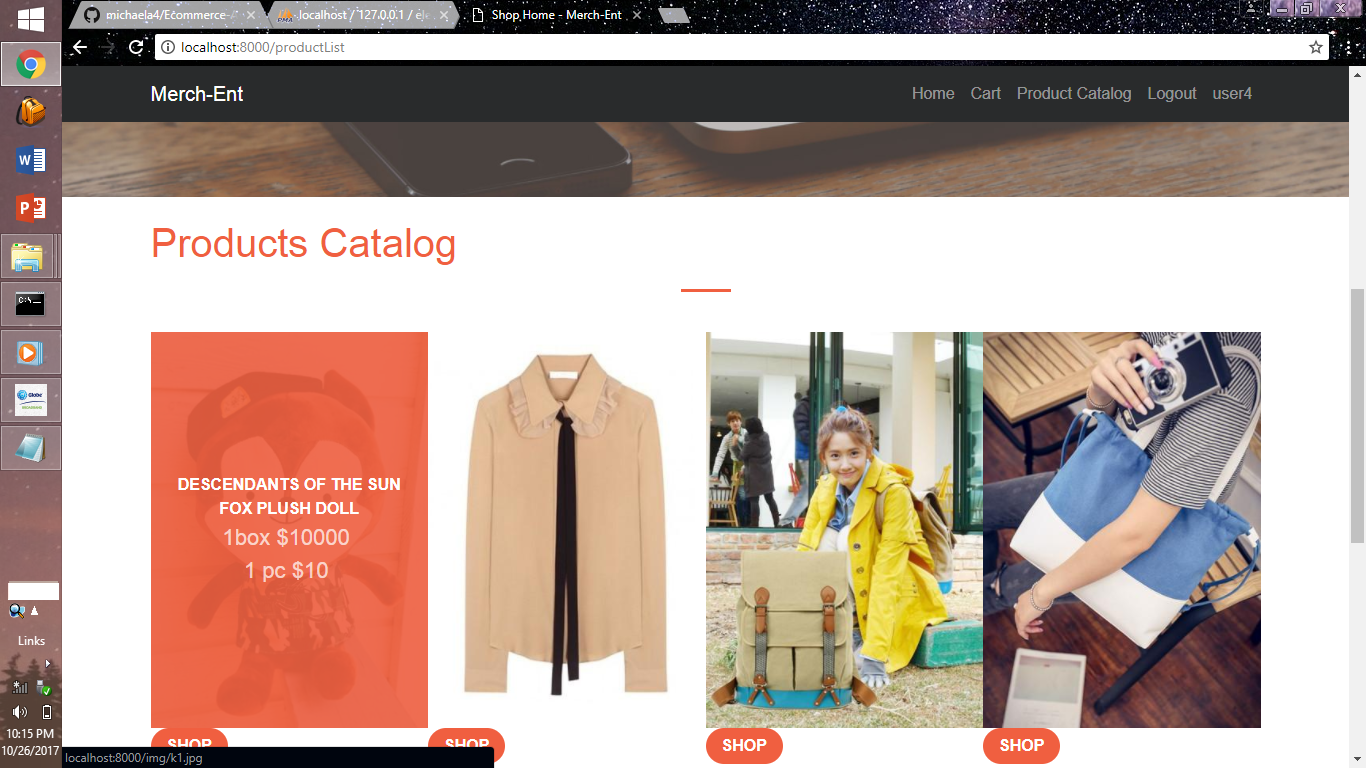 michaela4/Ecommerce-
localhost / 127.0.0.1 /
Shop Home - Merch-Ent
localhost:8000/productList
Merch-Ent
Home Cart Product Catalog Logout user4
Products Catalog
DESCENDANTS OF THE SUN
FOX PLUSH DOLL
1box $10000
1 pc $10
SHOP SHOP SHOP SHOP
Links
10:15 PM
10/26/2017
localhost:8000/img/k1.jpg